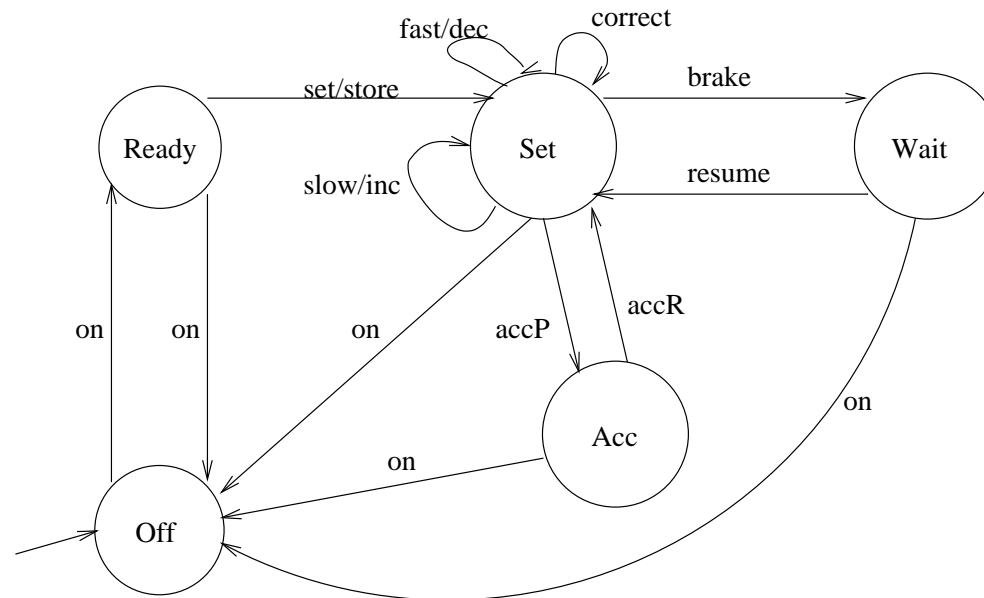 fast/dec
correct
set/store
brake
Ready
Set
Wait
slow/inc
resume
on
on
on
accP
accR
on
Acc
on
Off